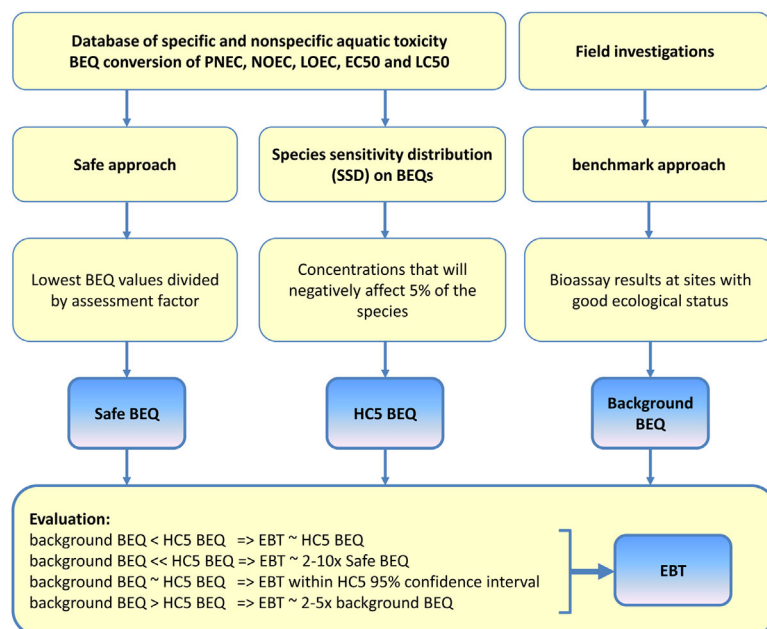 Database of specific and nonspecific aquatic toxicity
BEQ conversion of PNEC, NOEC, LOEC, EC50 and LC50
Field investigations
Safe approach
Species sensitivity distribution
(SSD) on BEQs
benchmark approach
Lowest BEQ values divided
by assessment factor
Concentrations that will
negatively affect 5% of the
species
Bioassay results at sites with
good ecological status
Safe BEQ
HC5 BEQ
Background
BEQ
Evaluation:
background BEQ < HC5 BEQ => EBT ~ HC5 BEQ
background BEQ << HC5 BEQ => EBT ~ 2-10x Safe BEQ
background BEQ ~ HC5 BEQ => EBT within HC5 95% confidence interval
background BEQ > HC5 BEQ => EBT ~ 2-5x background BEQ
EBT